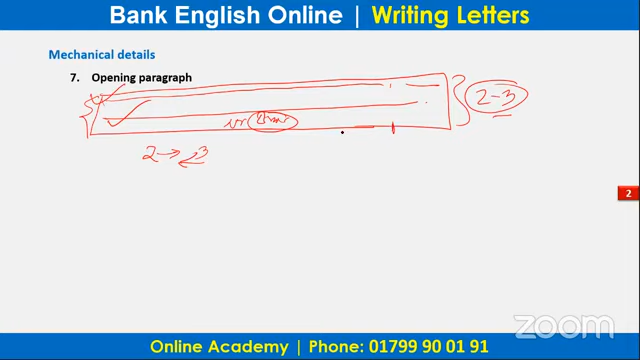 Bank English Online | Writing Letters
Mechanical details
7. Opening paragraph
2-3
2 → 3
2
zoom
Online Academy | Phone: 01799 90 01 91